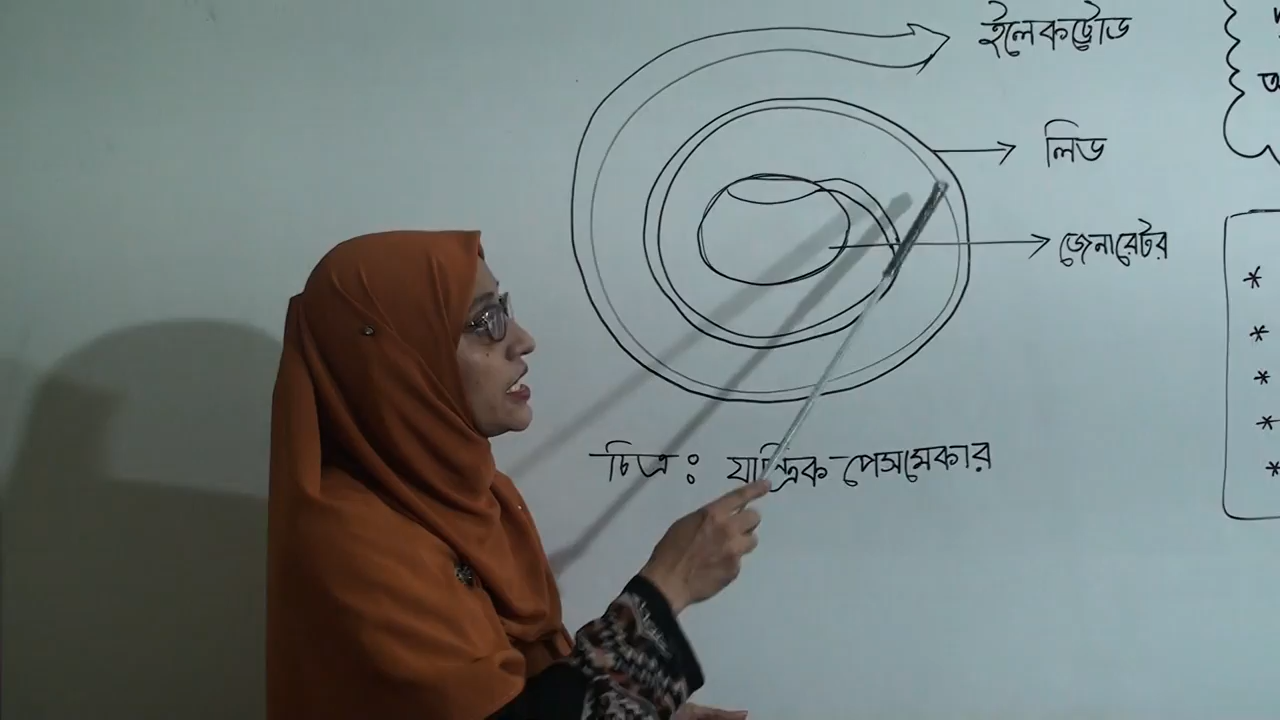 ইলেকট্রোড
লিড
জেনারেটর
চিত্র : যান্ত্রিক পেসমেকার
*
*
*
*
*